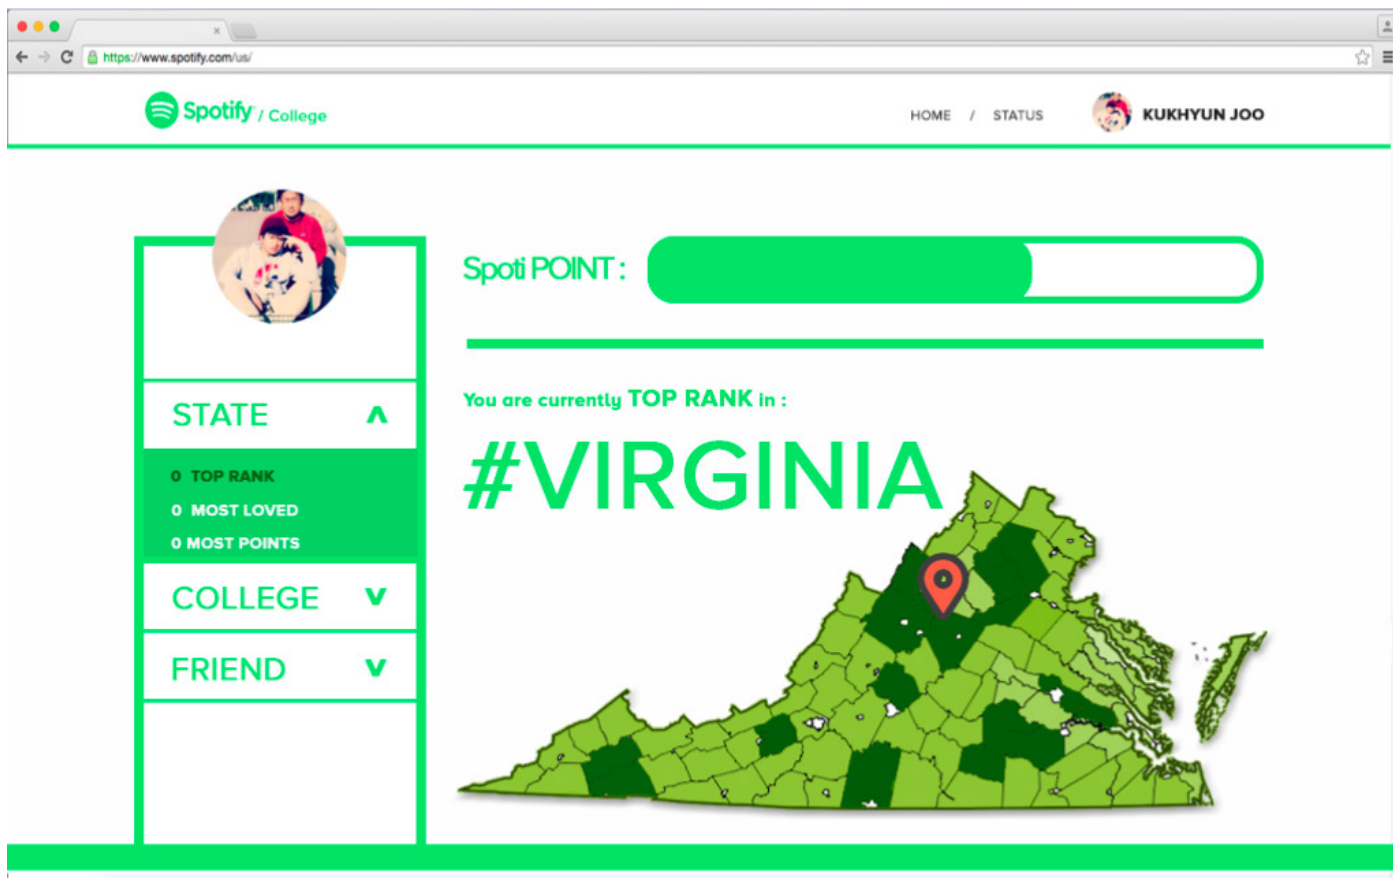 https://www.spotify.com/us/
Spotify / College
HOME / STATUS
KUKHYUN JOO
Spoti POINT :
You are currently TOP RANK in :
#VIRGINIA
STATE
0 TOP RANK
0 MOST LOVED
0 MOST POINTS
COLLEGE
FRIEND